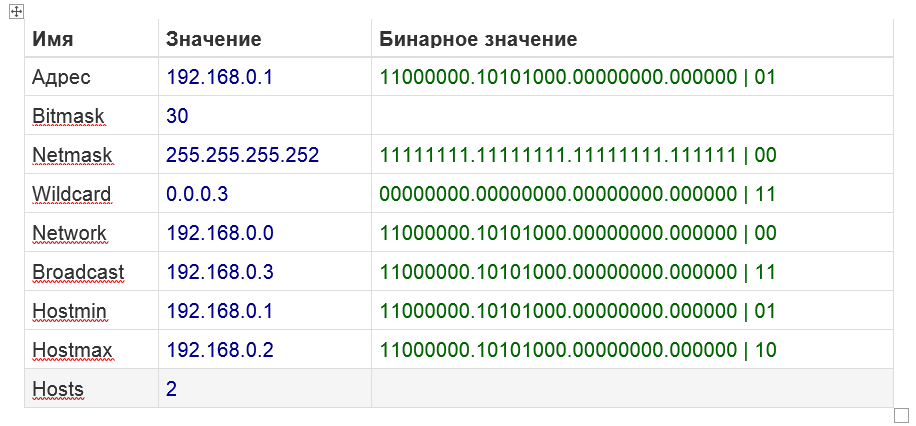 Имя Значение Бинарное значение
Адрес 192.168.0.1 11000000.10101000.00000000.000000 | 01
Bitmask 30
Netmask 255.255.255.252 11111111.11111111.11111111.111111 | 00
Wildcard 0.0.0.3 00000000.00000000.00000000.000000 | 11
Network 192.168.0.0 11000000.10101000.00000000.000000 | 00
Broadcast 192.168.0.3 11000000.10101000.00000000.000000 | 11
Hostmin 192.168.0.1 11000000.10101000.00000000.000000 | 01
Hostmax 192.168.0.2 11000000.10101000.00000000.000000 | 10
Hosts 2